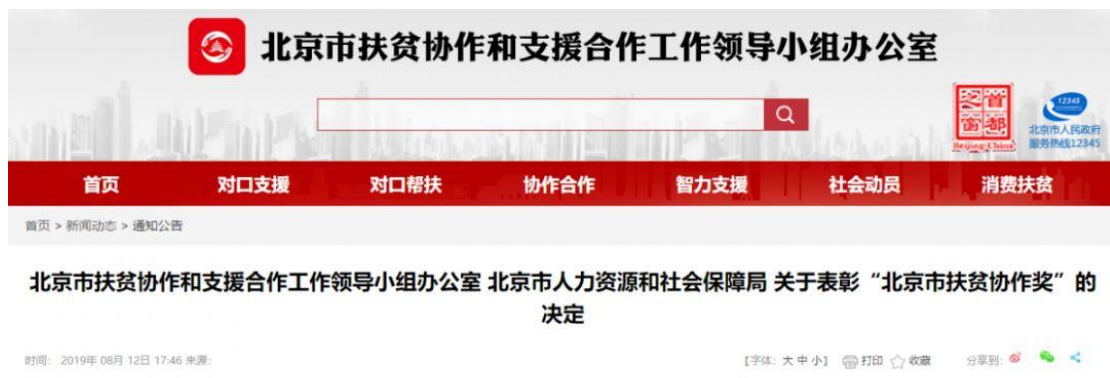 北京市扶贫协作和支援合作工作领导小组办公室
首都之窗
Beijing-China
12345
北京市人民政府
服务热线12345
首页 对口支援 对口帮扶 协作合作 智力支援 社会动员 消费扶贫
首页 > 新闻动态 > 通知公告
北京市扶贫协作和支援合作工作领导小组办公室 北京市人力资源和社会保障局 关于表彰“北京市扶贫协作奖”的
决定
时间: 2019年 08月 12日 17:46 来源: 【字体: 大 中 小】 打印 收藏 分享到: